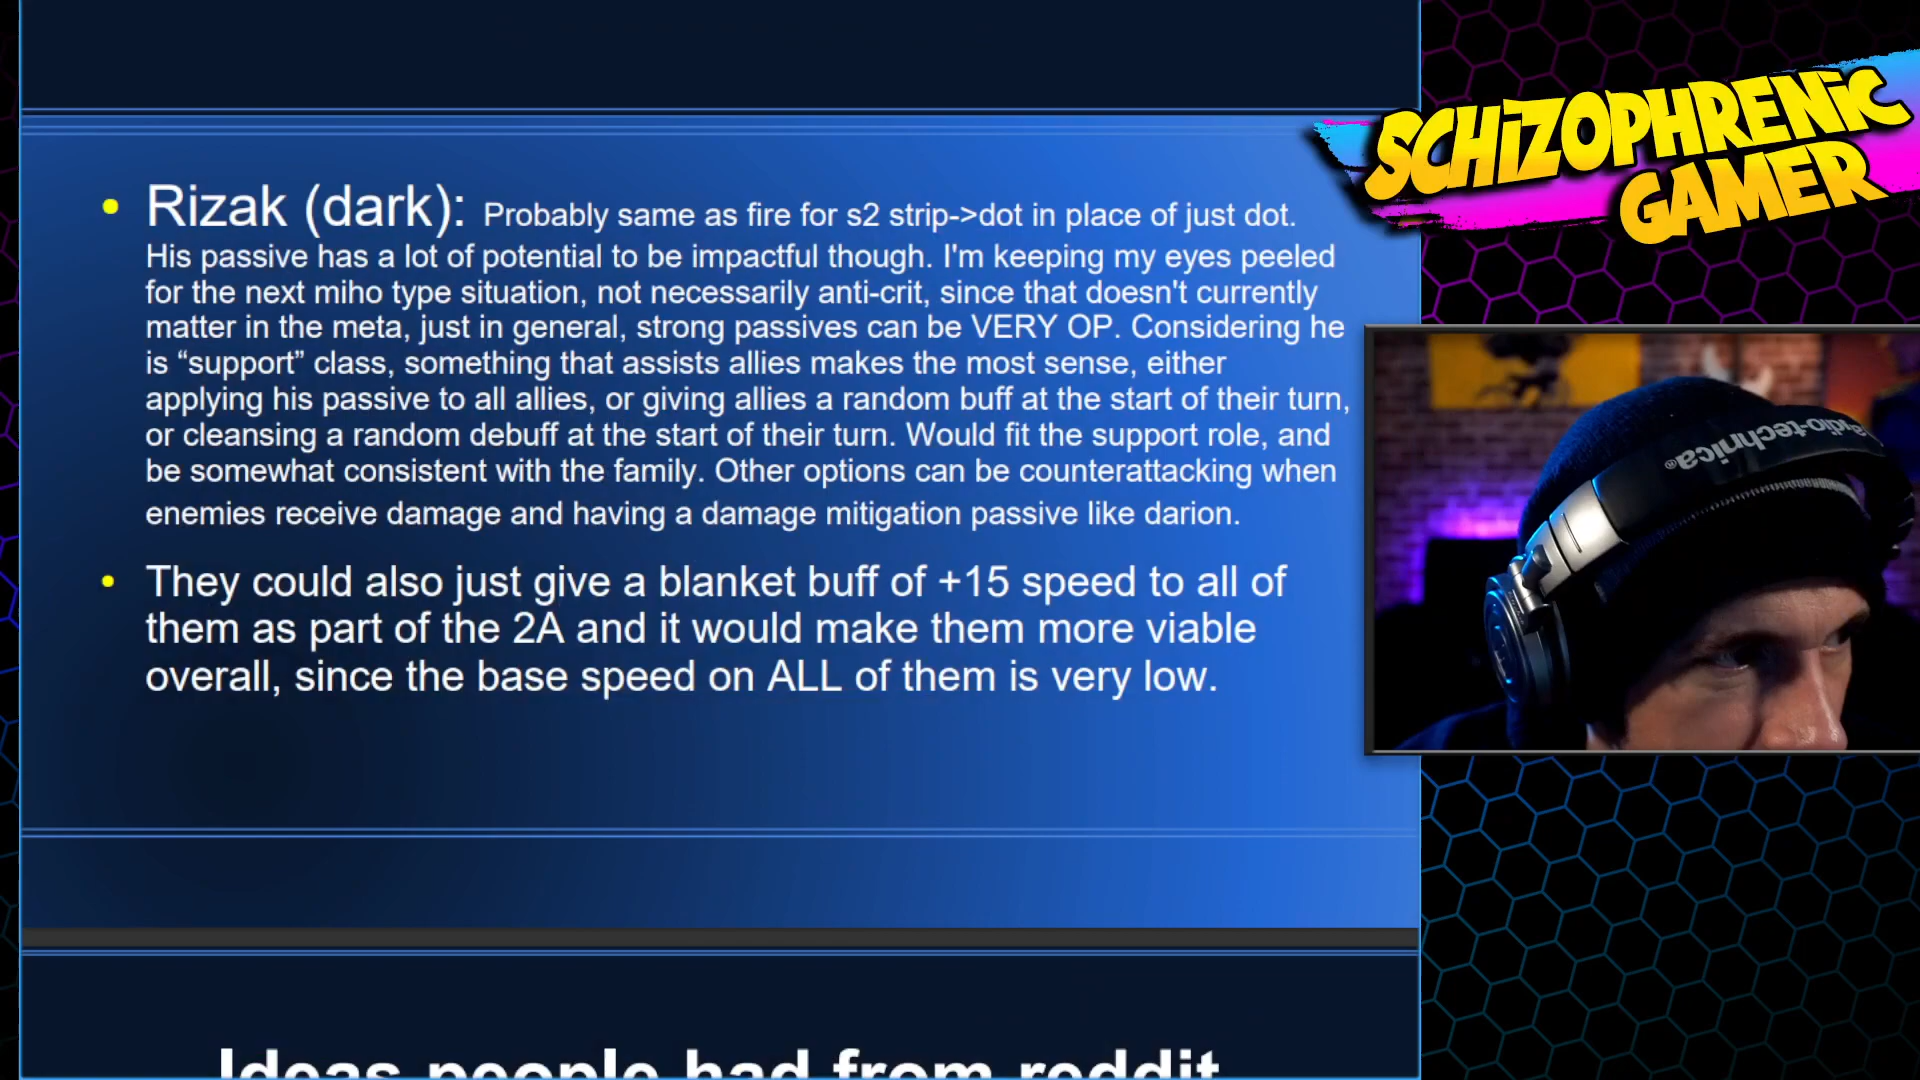 SCHiZOPHRENiC
GAMER
Rizak (dark): Probably same as fire for s2 strip->dot in place of just dot.
His passive has a lot of potential to be impactful though. I'm keeping my eyes peeled
for the next miho type situation, not necessarily anti-crit, since that doesn't currently
matter in the meta, just in general, strong passives can be VERY OP. Considering he
is “support” class, something that assists allies makes the most sense, either
applying his passive to all allies, or giving allies a random buff at the start of their turn,
or cleansing a random debuff at the start of their turn. Would fit the support role, and
be somewhat consistent with the family. Other options can be counterattacking when
enemies receive damage and having a damage mitigation passive like darion.
They could also just give a blanket buff of +15 speed to all of
them as part of the 2A and it would make them more viable
overall, since the base speed on ALL of them is very low.
audio-technica®
Ideas people had from reddit